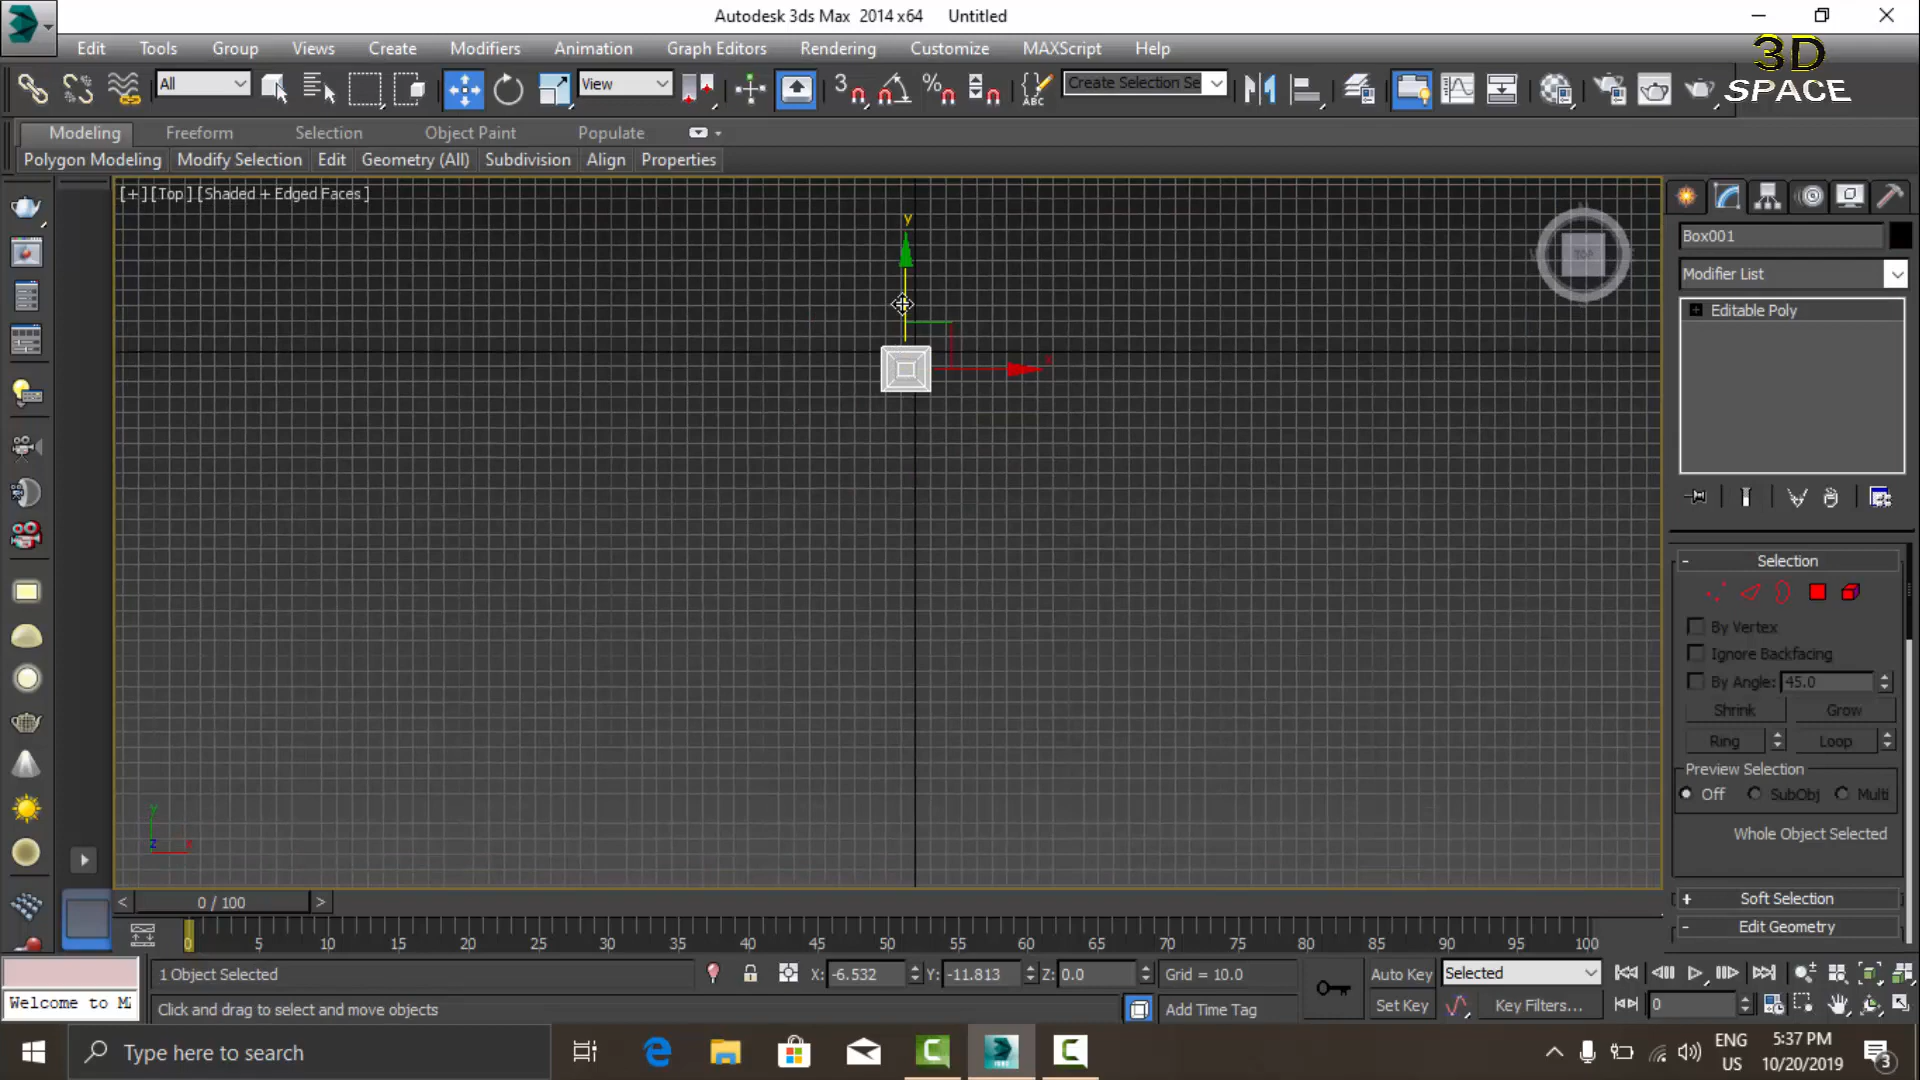 Autodesk 3ds Max 2014 x64 Untitled
Edit Tools Group Views Create Modifiers Animation Graph Editors Rendering Customize MAXScript Help
3D SPACE
All View 3 % ABC Create Selection Se
Modeling Freeform Selection Object Paint Populate
Polygon Modeling Modify Selection Edit Geometry (All) Subdivision Align Properties
[+] [Top] [Shaded + Edged Faces ]
y
x
TOP
Box001
Modifier List
Editable Poly
Selection
By Vertex
Ignore Backfacing
By Angle: 45.0
Shrink Grow
Ring Loop
Preview Selection
Off SubObj Multi
Whole Object Selected
Soft Selection
Edit Geometry
y
z x
< 0 / 100 >
0 5 10 15 20 25 30 35 40 45 50 55 60 65 70 75 80 85 90 95 100
1 Object Selected X: -6.532 Y: -11.813 Z: 0.0 Grid = 10.0 Auto Key Selected
Welcome to M
Click and drag to select and move objects Add Time Tag Set Key Key Filters... 0
Type here to search
ENG
US
5:37 PM
10/20/2019
3